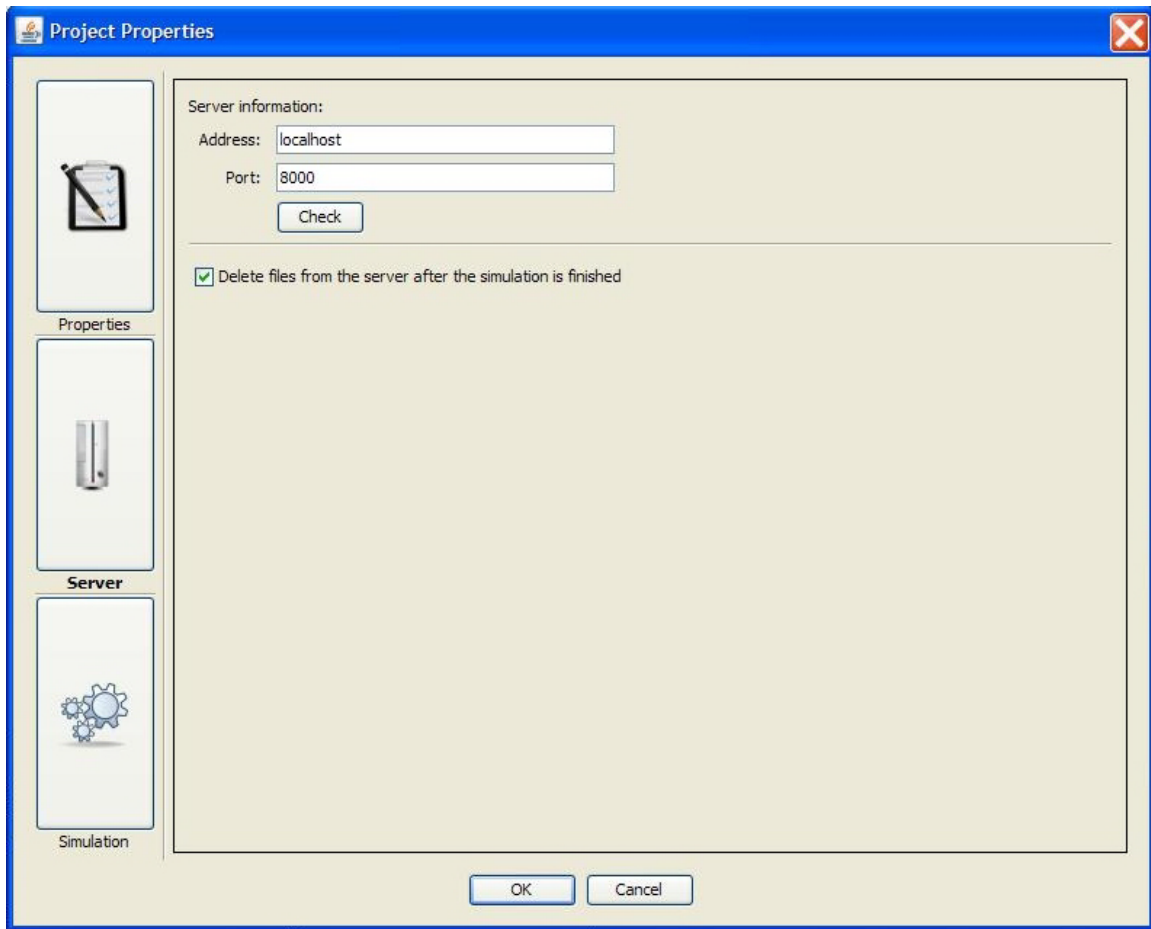 Project Properties
Server information:
Address: localhost
Port: 8000
Check
Delete files from the server after the simulation is finished
Properties
Server
Simulation
OK Cancel